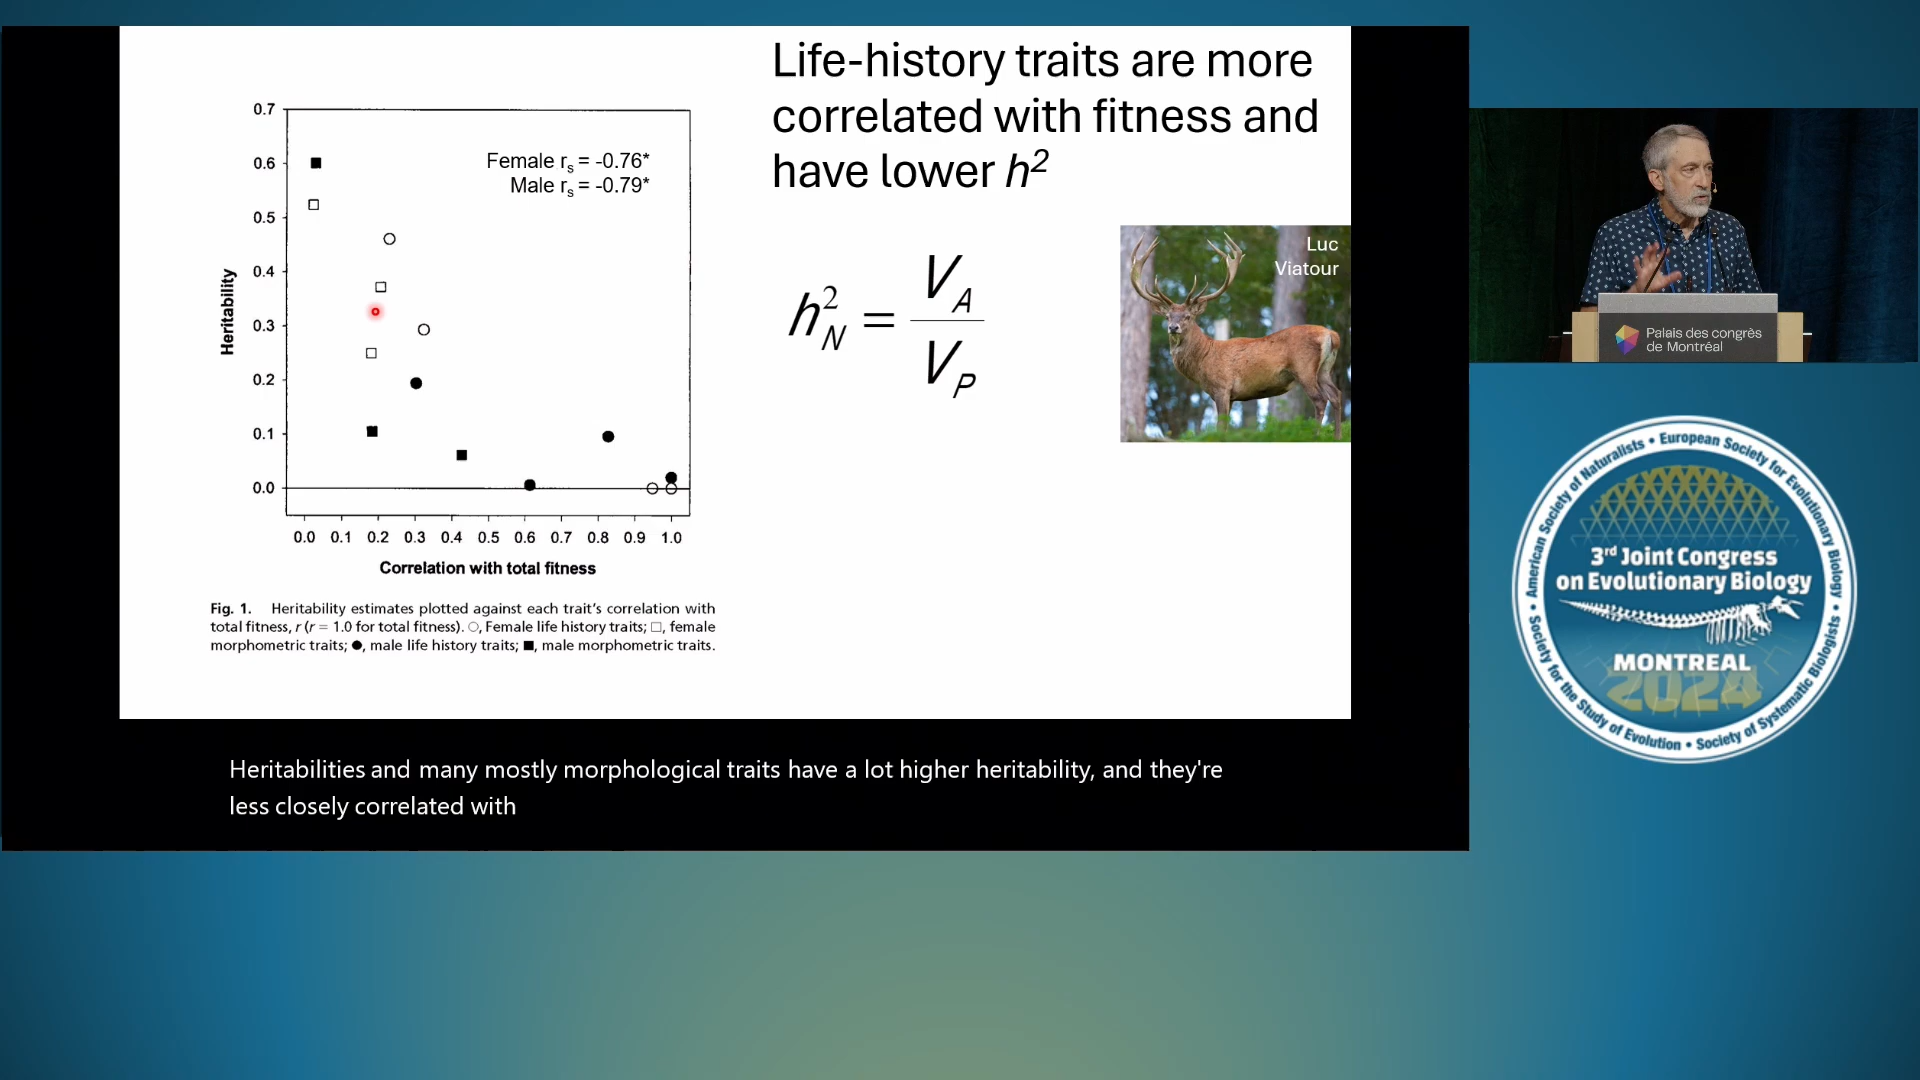 Life-history traits are more
correlated with fitness and
have lower h²
0.7
0.6
0.5
0.4
0.3
0.2
0.1
0.0
Heritability
Female rₛ = -0.76*
Male rₛ = -0.79*
0.0 0.1 0.2 0.3 0.4 0.5 0.6 0.7 0.8 0.9 1.0
Correlation with total fitness
Fig. 1. Heritability estimates plotted against each trait's correlation with
total fitness, r (r = 1.0 for total fitness). ○, Female life history traits; □, female
morphometric traits; ●, male life history traits; ■, male morphometric traits.
h²_N = V_A / V_P
Luc
Viatour
Heritabilities and many mostly morphological traits have a lot higher heritability, and they're
less closely correlated with
Palais des congrès
de Montréal
American Society of Naturalists • European Society for Evolutionary Biology •
Society for the Study of Evolution • Society of Systematic Biologists •
3rd Joint Congress
on Evolutionary Biology
MONTREAL
2024